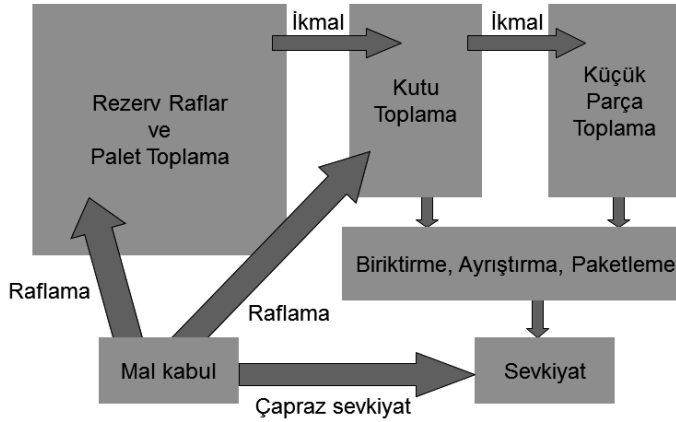 İkmal
İkmal
Rezerv Raflar
ve
Palet Toplama
Kutu
Toplama
Küçük
Parça
Toplama
Biriktirme, Ayrıştırma, Paketleme
Raflama
Raflama
Mal kabul
Sevkiyat
Çapraz sevkiyat